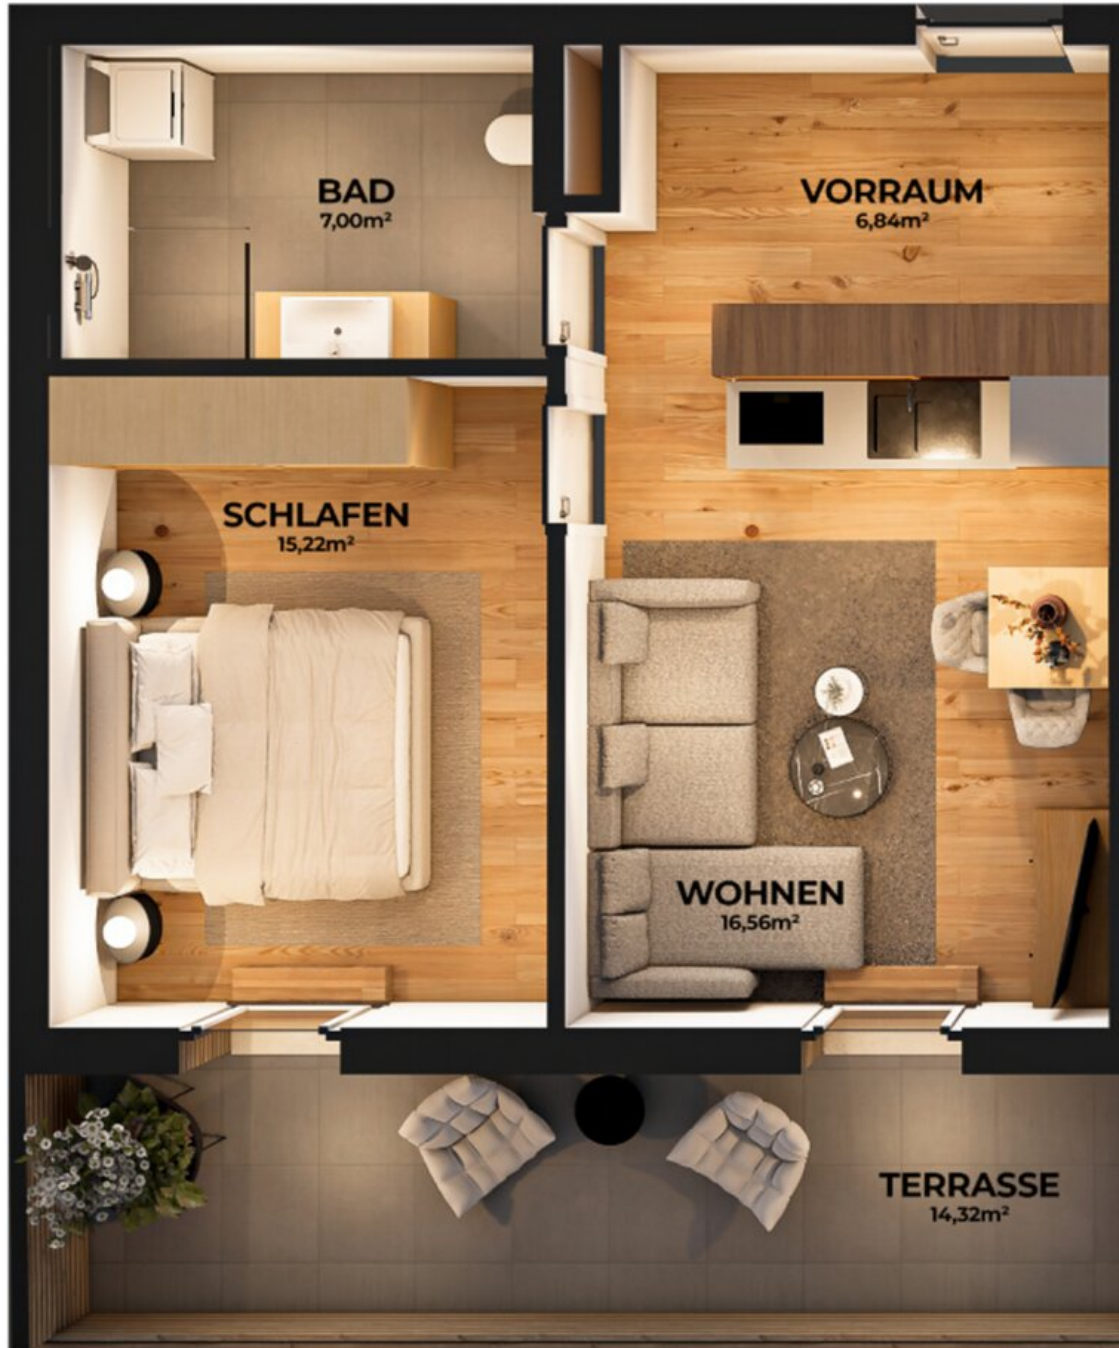 BAD
7,00m²
VORRAUM
6,84m²
SCHLAFEN
15,22m²
WOHNEN
16,56m²
TERRASSE
14,32m²